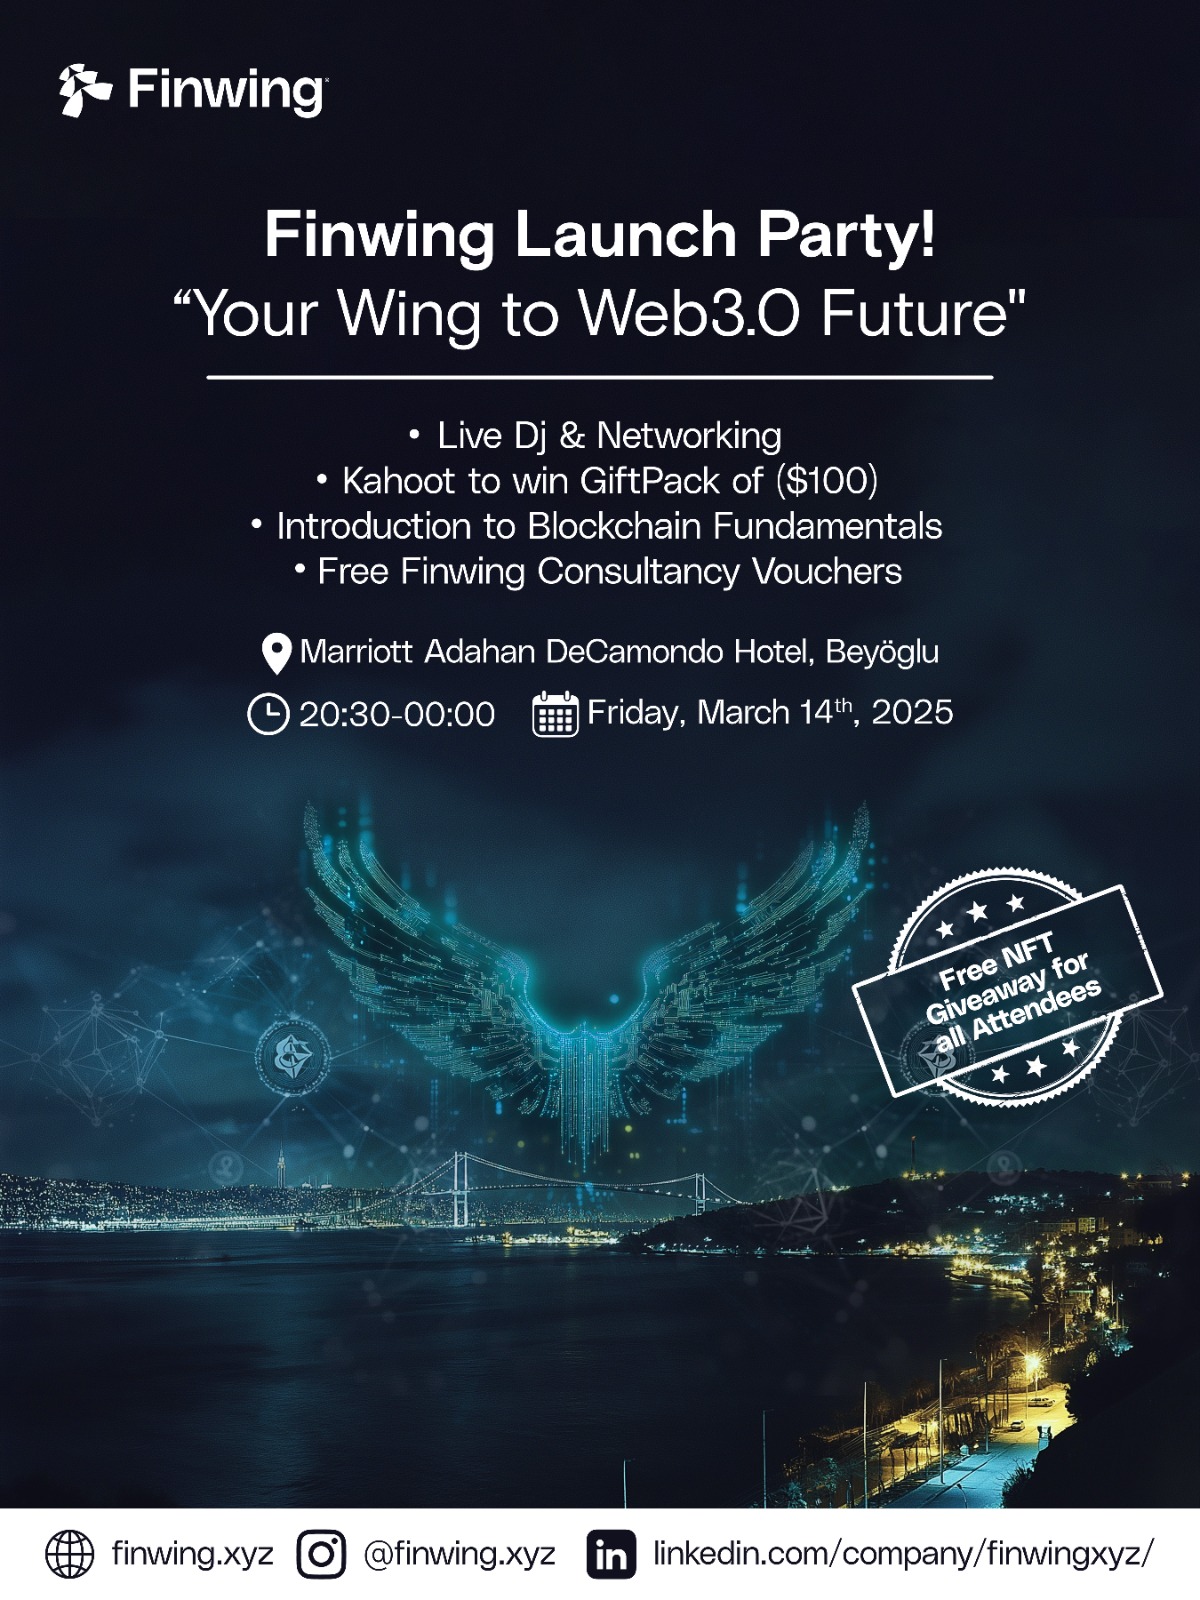 Finwing
Finwing Launch Party!
“Your Wing to Web3.0 Future"
• Live Dj & Networking
• Kahoot to win GiftPack of ($100)
• Introduction to Blockchain Fundamentals
• Free Finwing Consultancy Vouchers
Marriott Adahan DeCamondo Hotel, Beyöglu
20:30-00:00 Friday, March 14th, 2025
Free NFT
Giveaway for
all Attendees
finwing.xyz @finwing.xyz linkedin.com/company/finwingxyz/